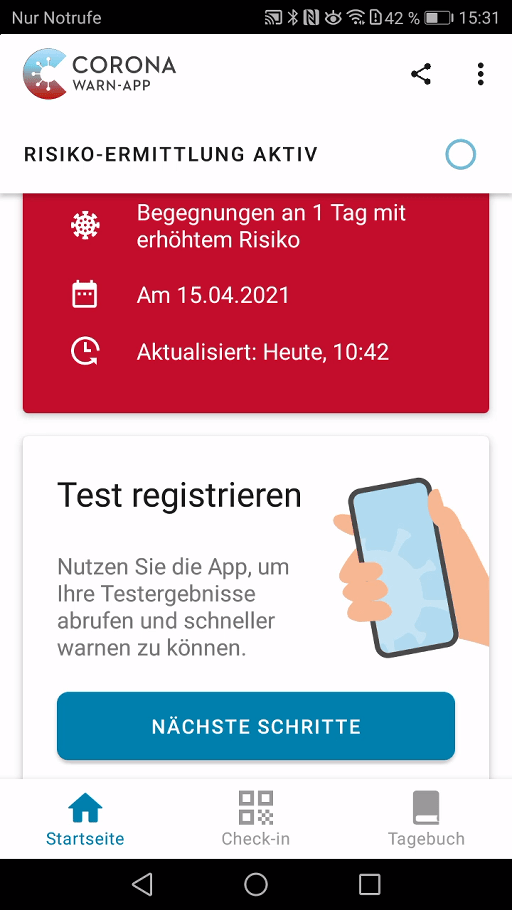 Nur Notrufe 42 % 15:31
CORONA
WARN-APP
RISIKO-ERMITTLUNG AKTIV
Begegnungen an 1 Tag mit
erhöhtem Risiko
Am 15.04.2021
Aktualisiert: Heute, 10:42
Test registrieren
Nutzen Sie die App, um
Ihre Testergebnisse
abrufen und schneller
warnen zu können.
NÄCHSTE SCHRITTE
Startseite Check-in Tagebuch